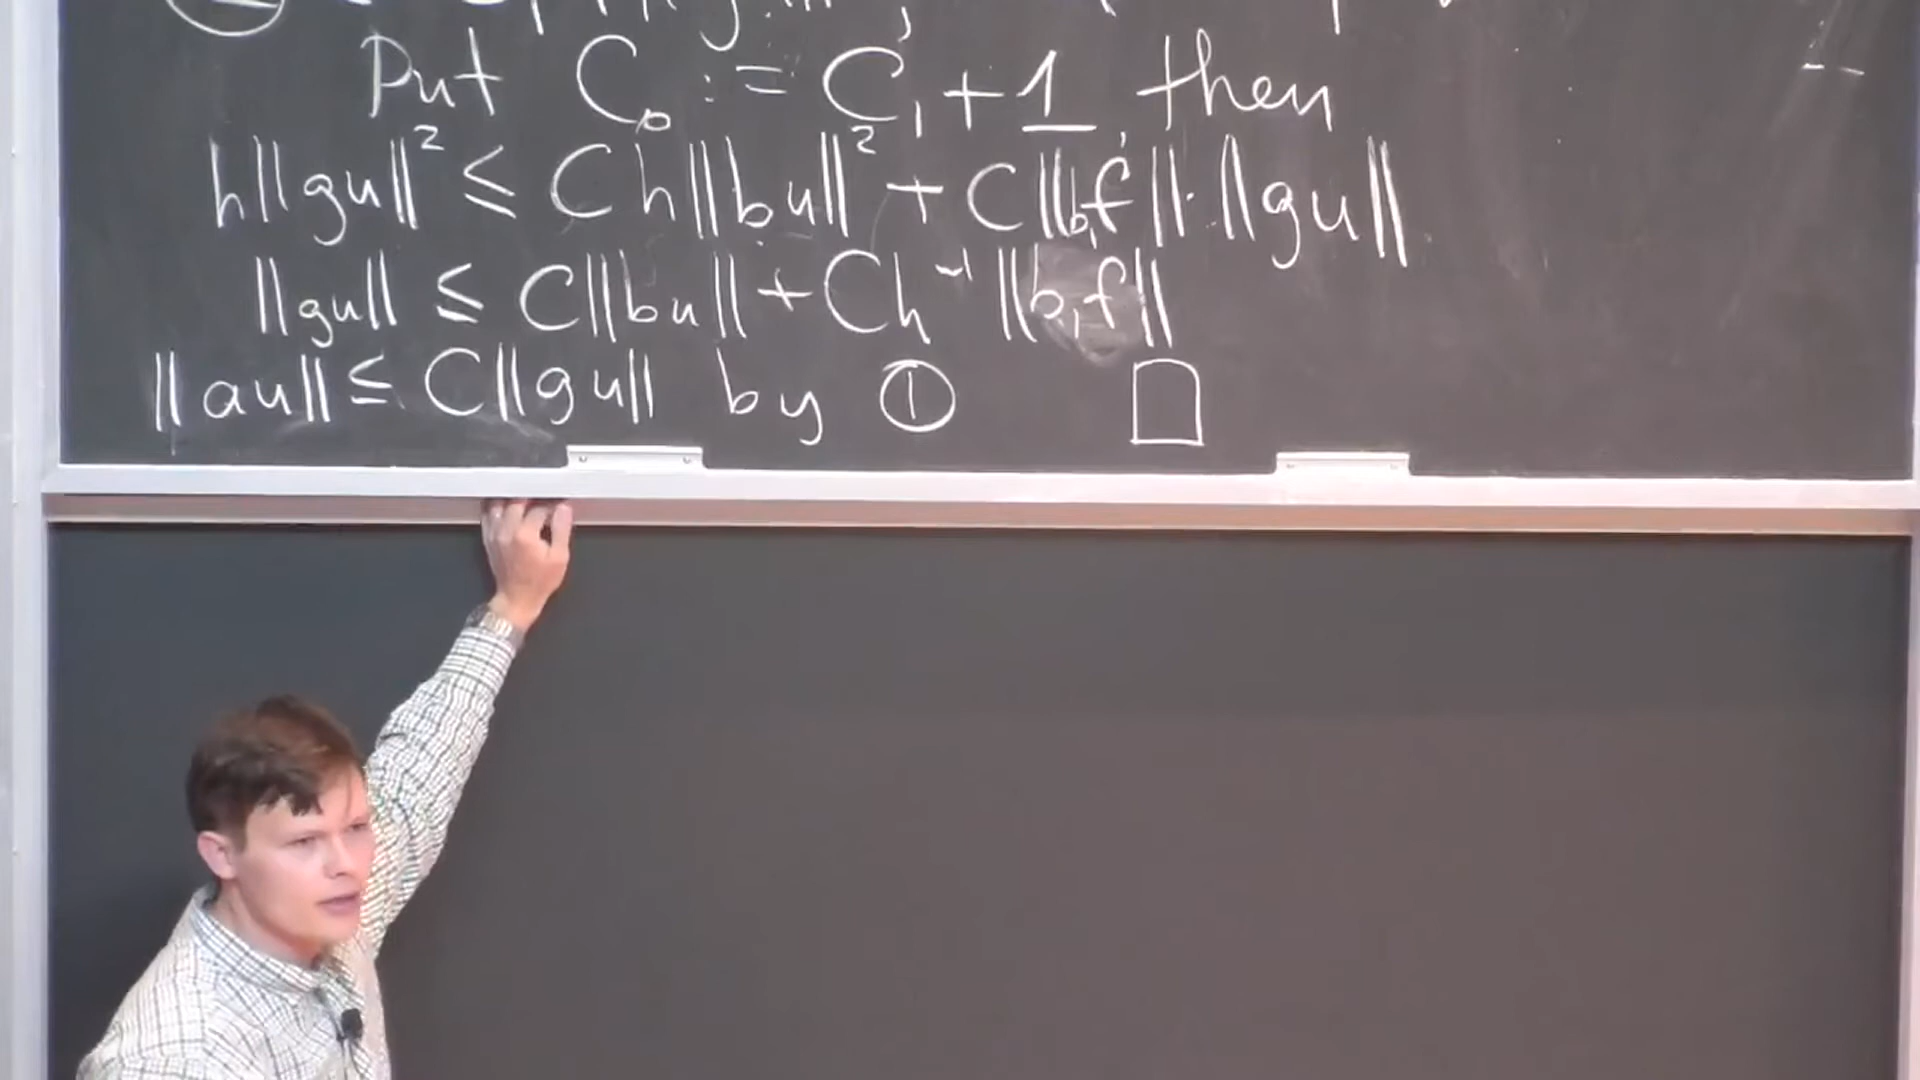 Put C₀ := C₁ + 1, then
h||gu||² ≤ Ch||bu||² + C||b₁f||·||gu||
||gu|| ≤ C||bu|| + Ch⁻¹||b₁f||
||au|| ≤ C||gu|| by ① □